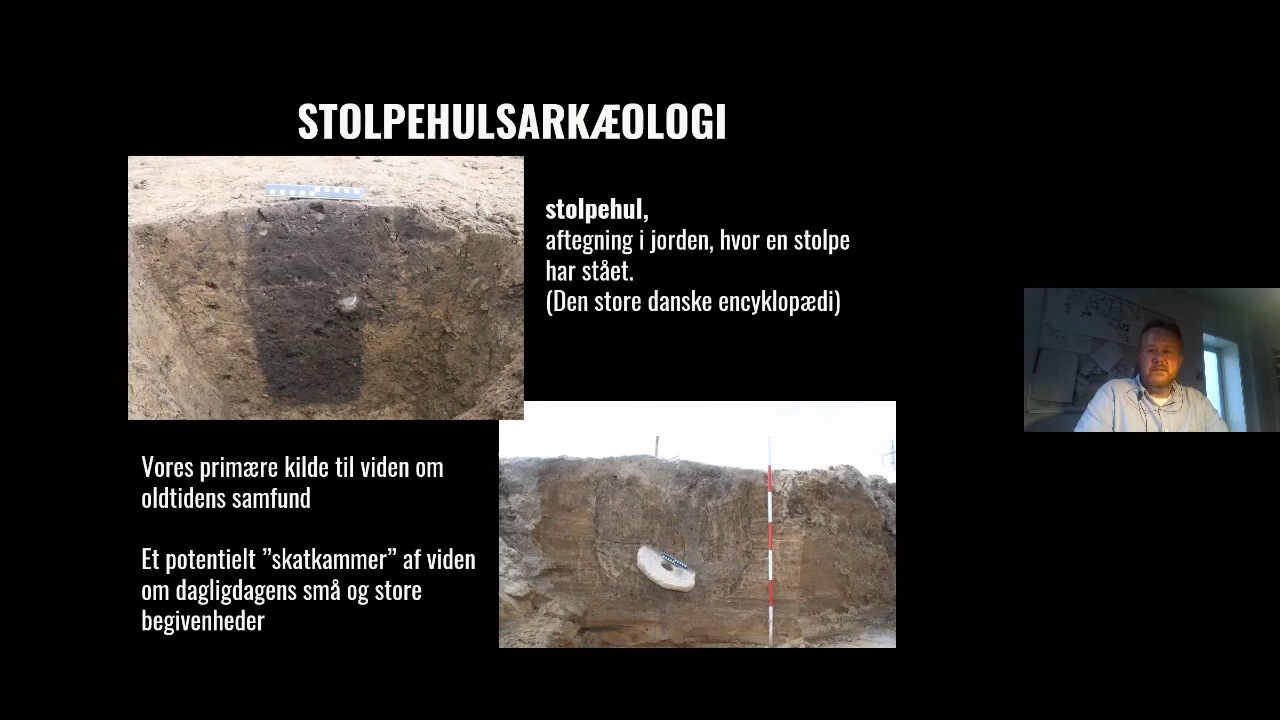 STOLPEHULSARKÆOLOGI
stolpehul,
aftegning i jorden, hvor en stolpe
har stået.
(Den store danske encyklopædi)
Vores primære kilde til viden om
oldtidens samfund
Et potentielt ”skatkammer” af viden
om dagligdagens små og store
begivenheder